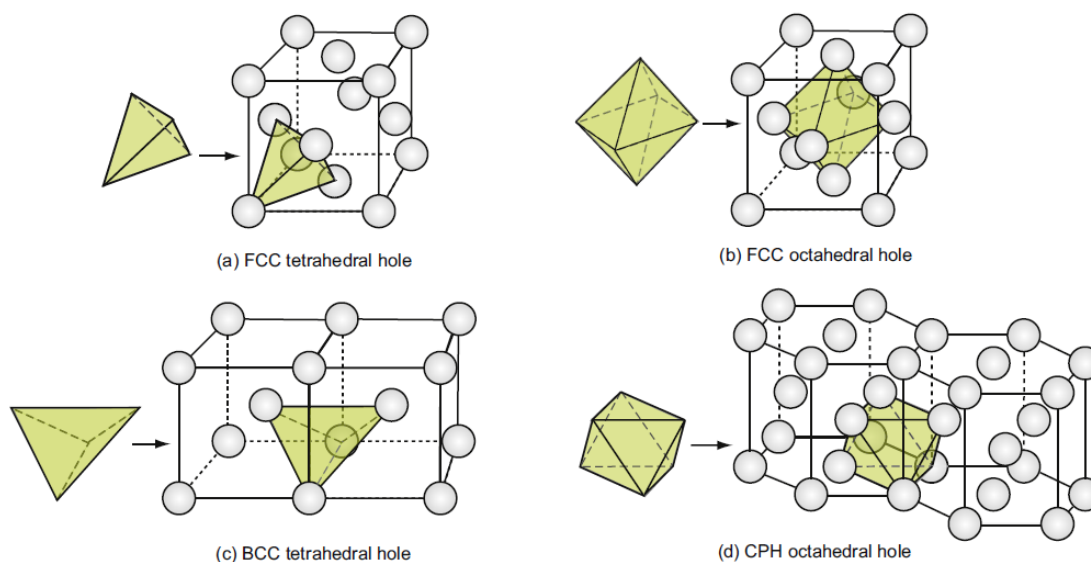 (a) FCC tetrahedral hole
(b) FCC octahedral hole
(c) BCC tetrahedral hole
(d) CPH octahedral hole